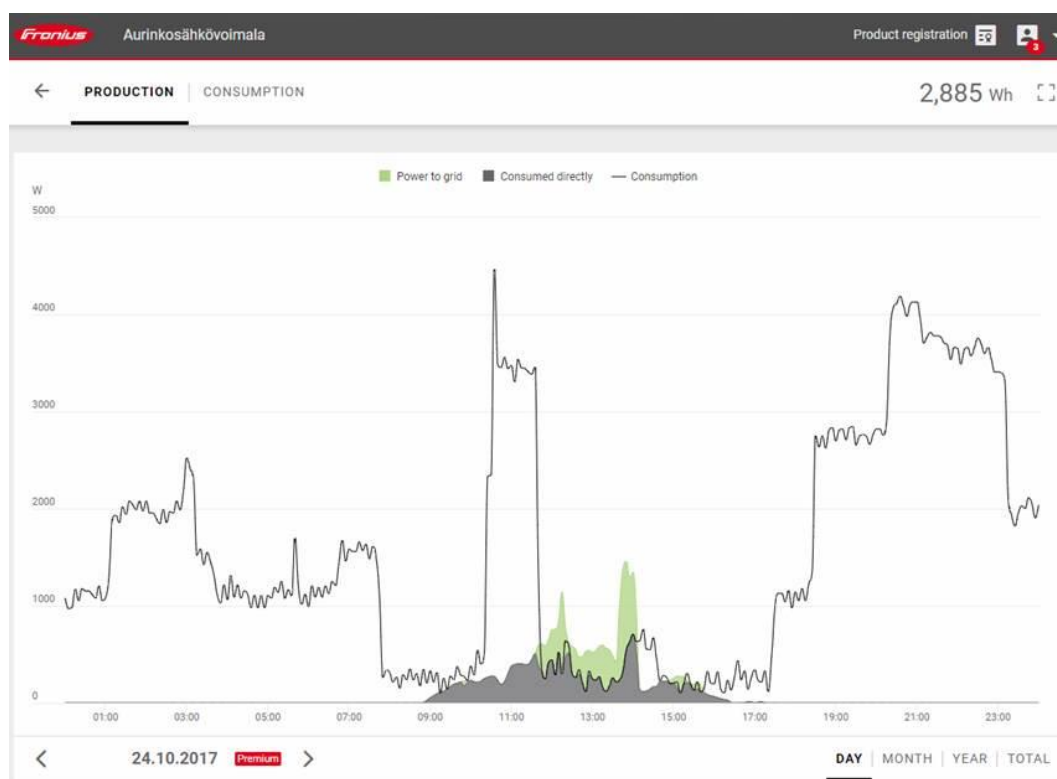 Fronius Aurinkosähkövoimala Product registration 3
PRODUCTION CONSUMPTION 2,885 Wh
Power to grid Consumed directly Consumption
W
5000
4000
3000
2000
1000
0
01:00 03:00 05:00 07:00 09:00 11:00 13:00 15:00 17:00 19:00 21:00 23:00
24.10.2017 Premium DAY MONTH YEAR TOTAL